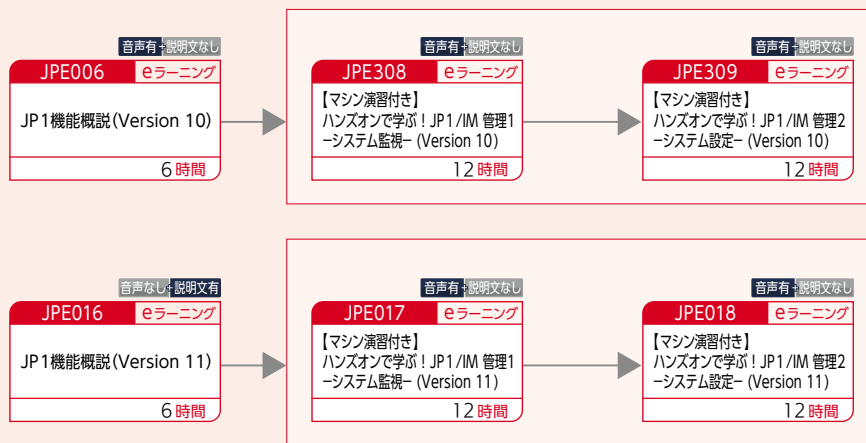 音声有 説明文なし
JPE006 eラーニング
JP1機能概説(Version 10)
6時間
音声有 説明文なし
JPE308 eラーニング
【マシン演習付き】
ハンズオンで学ぶ！JP1/IM 管理1
－システム監視－ (Version 10)
12時間
音声有 説明文なし
JPE309 eラーニング
【マシン演習付き】
ハンズオンで学ぶ！JP1/IM 管理2
－システム設定－ (Version 10)
12時間
音声なし 説明文有
JPE016 eラーニング
JP1機能概説(Version 11)
6時間
音声有 説明文なし
JPE017 eラーニング
【マシン演習付き】
ハンズオンで学ぶ！JP1/IM 管理1
－システム監視－ (Version 11)
12時間
音声有 説明文なし
JPE018 eラーニング
【マシン演習付き】
ハンズオンで学ぶ！JP1/IM 管理2
－システム設定－ (Version 11)
12時間